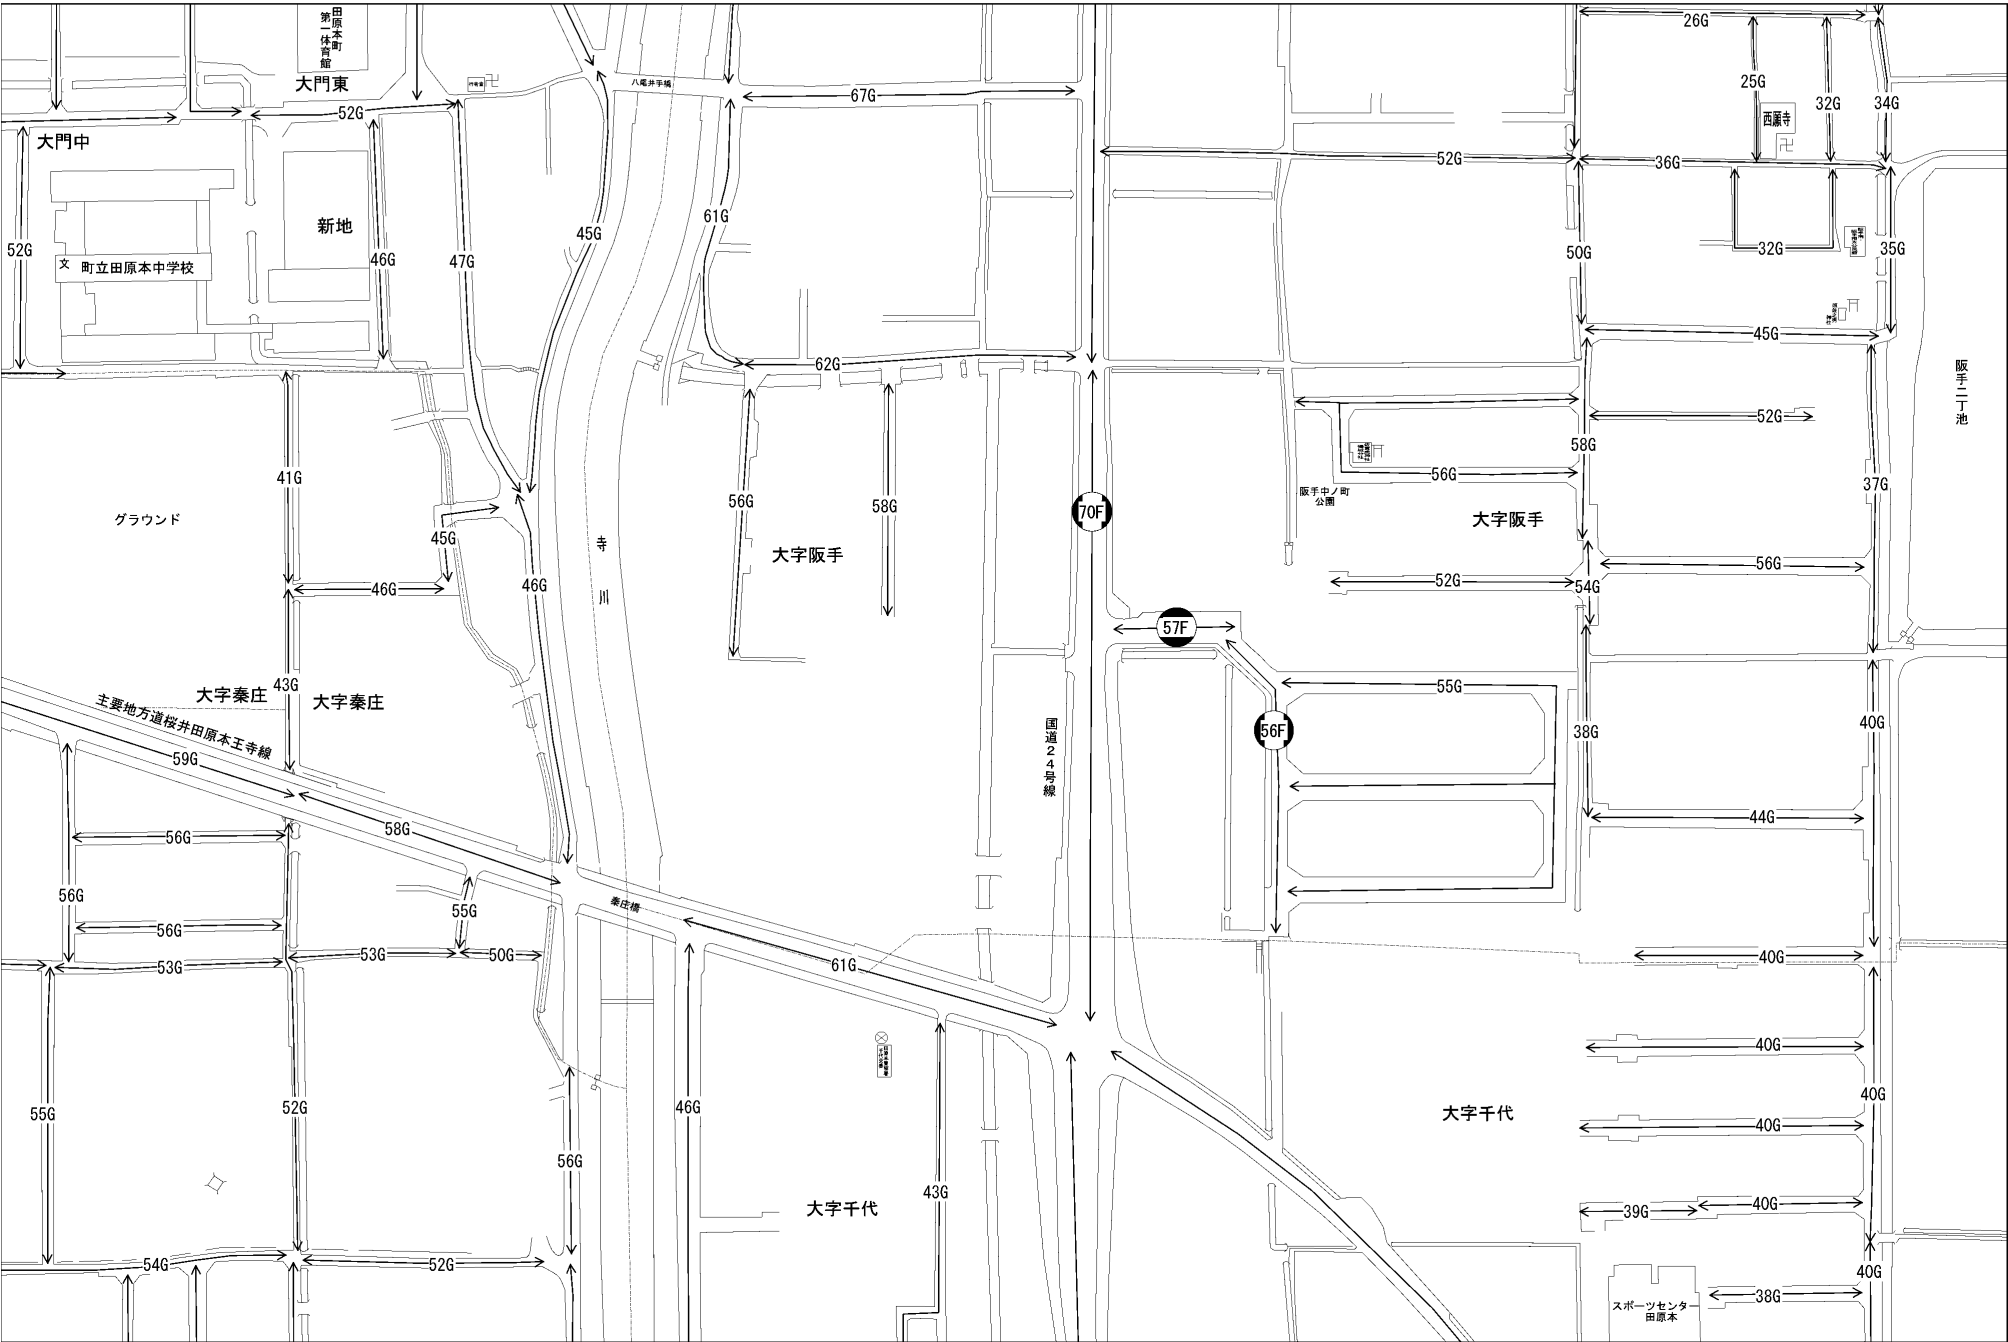 26G
田原本町
第一体育館
大門東
八尾井手橋
67G
25G
32G
34G
52G
西願寺
大門中
52G
36G
新地
61G
45G
52G
46G
47G
50G
32G
35G
文 町立田原本中学校
45G
62G
阪手二丁池
52G
58G
41G
56G
58G
56G
37G
阪手中ノ町
公園
70F
グラウンド
大字阪手
45G
寺川
大字阪手
56G
46G
46G
52G
54G
57F
43G
大字秦庄
大字秦庄
55G
主要地方道桜井田原本王寺線
国道24号線
56F
38G
40G
59G
58G
44G
56G
56G
55G
秦庄橋
56G
53G
53G
50G
61G
40G
40G
55G
52G
46G
40G
大字千代
40G
56G
43G
大字千代
39G
40G
54G
52G
40G
38G
スポーツセンター
田原本